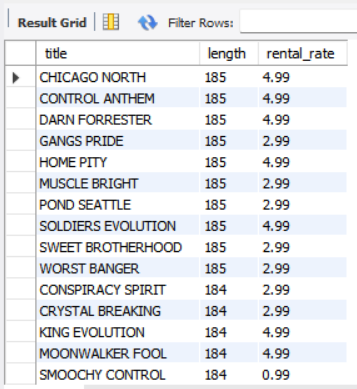 Result Grid Filter Rows:
title length rental_rate
CHICAGO NORTH 185 4.99
CONTROL ANTHEM 185 4.99
DARN FORRESTER 185 4.99
GANGS PRIDE 185 2.99
HOME PITY 185 4.99
MUSCLE BRIGHT 185 2.99
POND SEATTLE 185 2.99
SOLDIERS EVOLUTION 185 4.99
SWEET BROTHERHOOD 185 2.99
WORST BANGER 185 2.99
CONSPIRACY SPIRIT 184 2.99
CRYSTAL BREAKING 184 2.99
KING EVOLUTION 184 4.99
MOONWALKER FOOL 184 4.99
SMOOCHY CONTROL 184 0.99